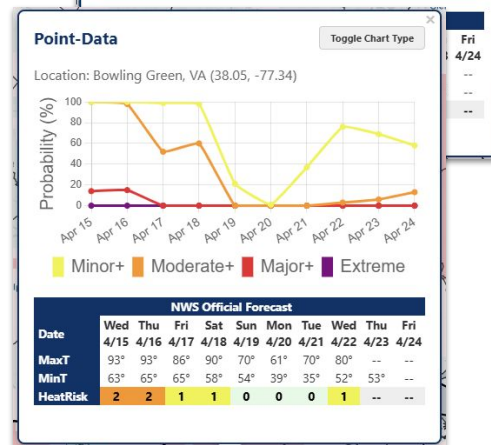 ×
Point-Data
Toggle Chart Type
Location: Bowling Green, VA (38.05, -77.34)
Probability (%)
100
80
60
40
20
0
Apr 15 Apr 16 Apr 17 Apr 18 Apr 19 Apr 20 Apr 21 Apr 22 Apr 23 Apr 24
Minor+ Moderate+ Major+ Extreme
NWS Official Forecast
Date Wed Thu Fri Sat Sun Mon Tue Wed Thu Fri
4/15 4/16 4/17 4/18 4/19 4/20 4/21 4/22 4/23 4/24
MaxT 93° 93° 86° 90° 70° 61° 70° 80° -- --
MinT 63° 65° 65° 58° 54° 39° 35° 52° 53° --
HeatRisk 2 2 1 1 0 0 0 1 -- --
Fri
4/24
--
--
--